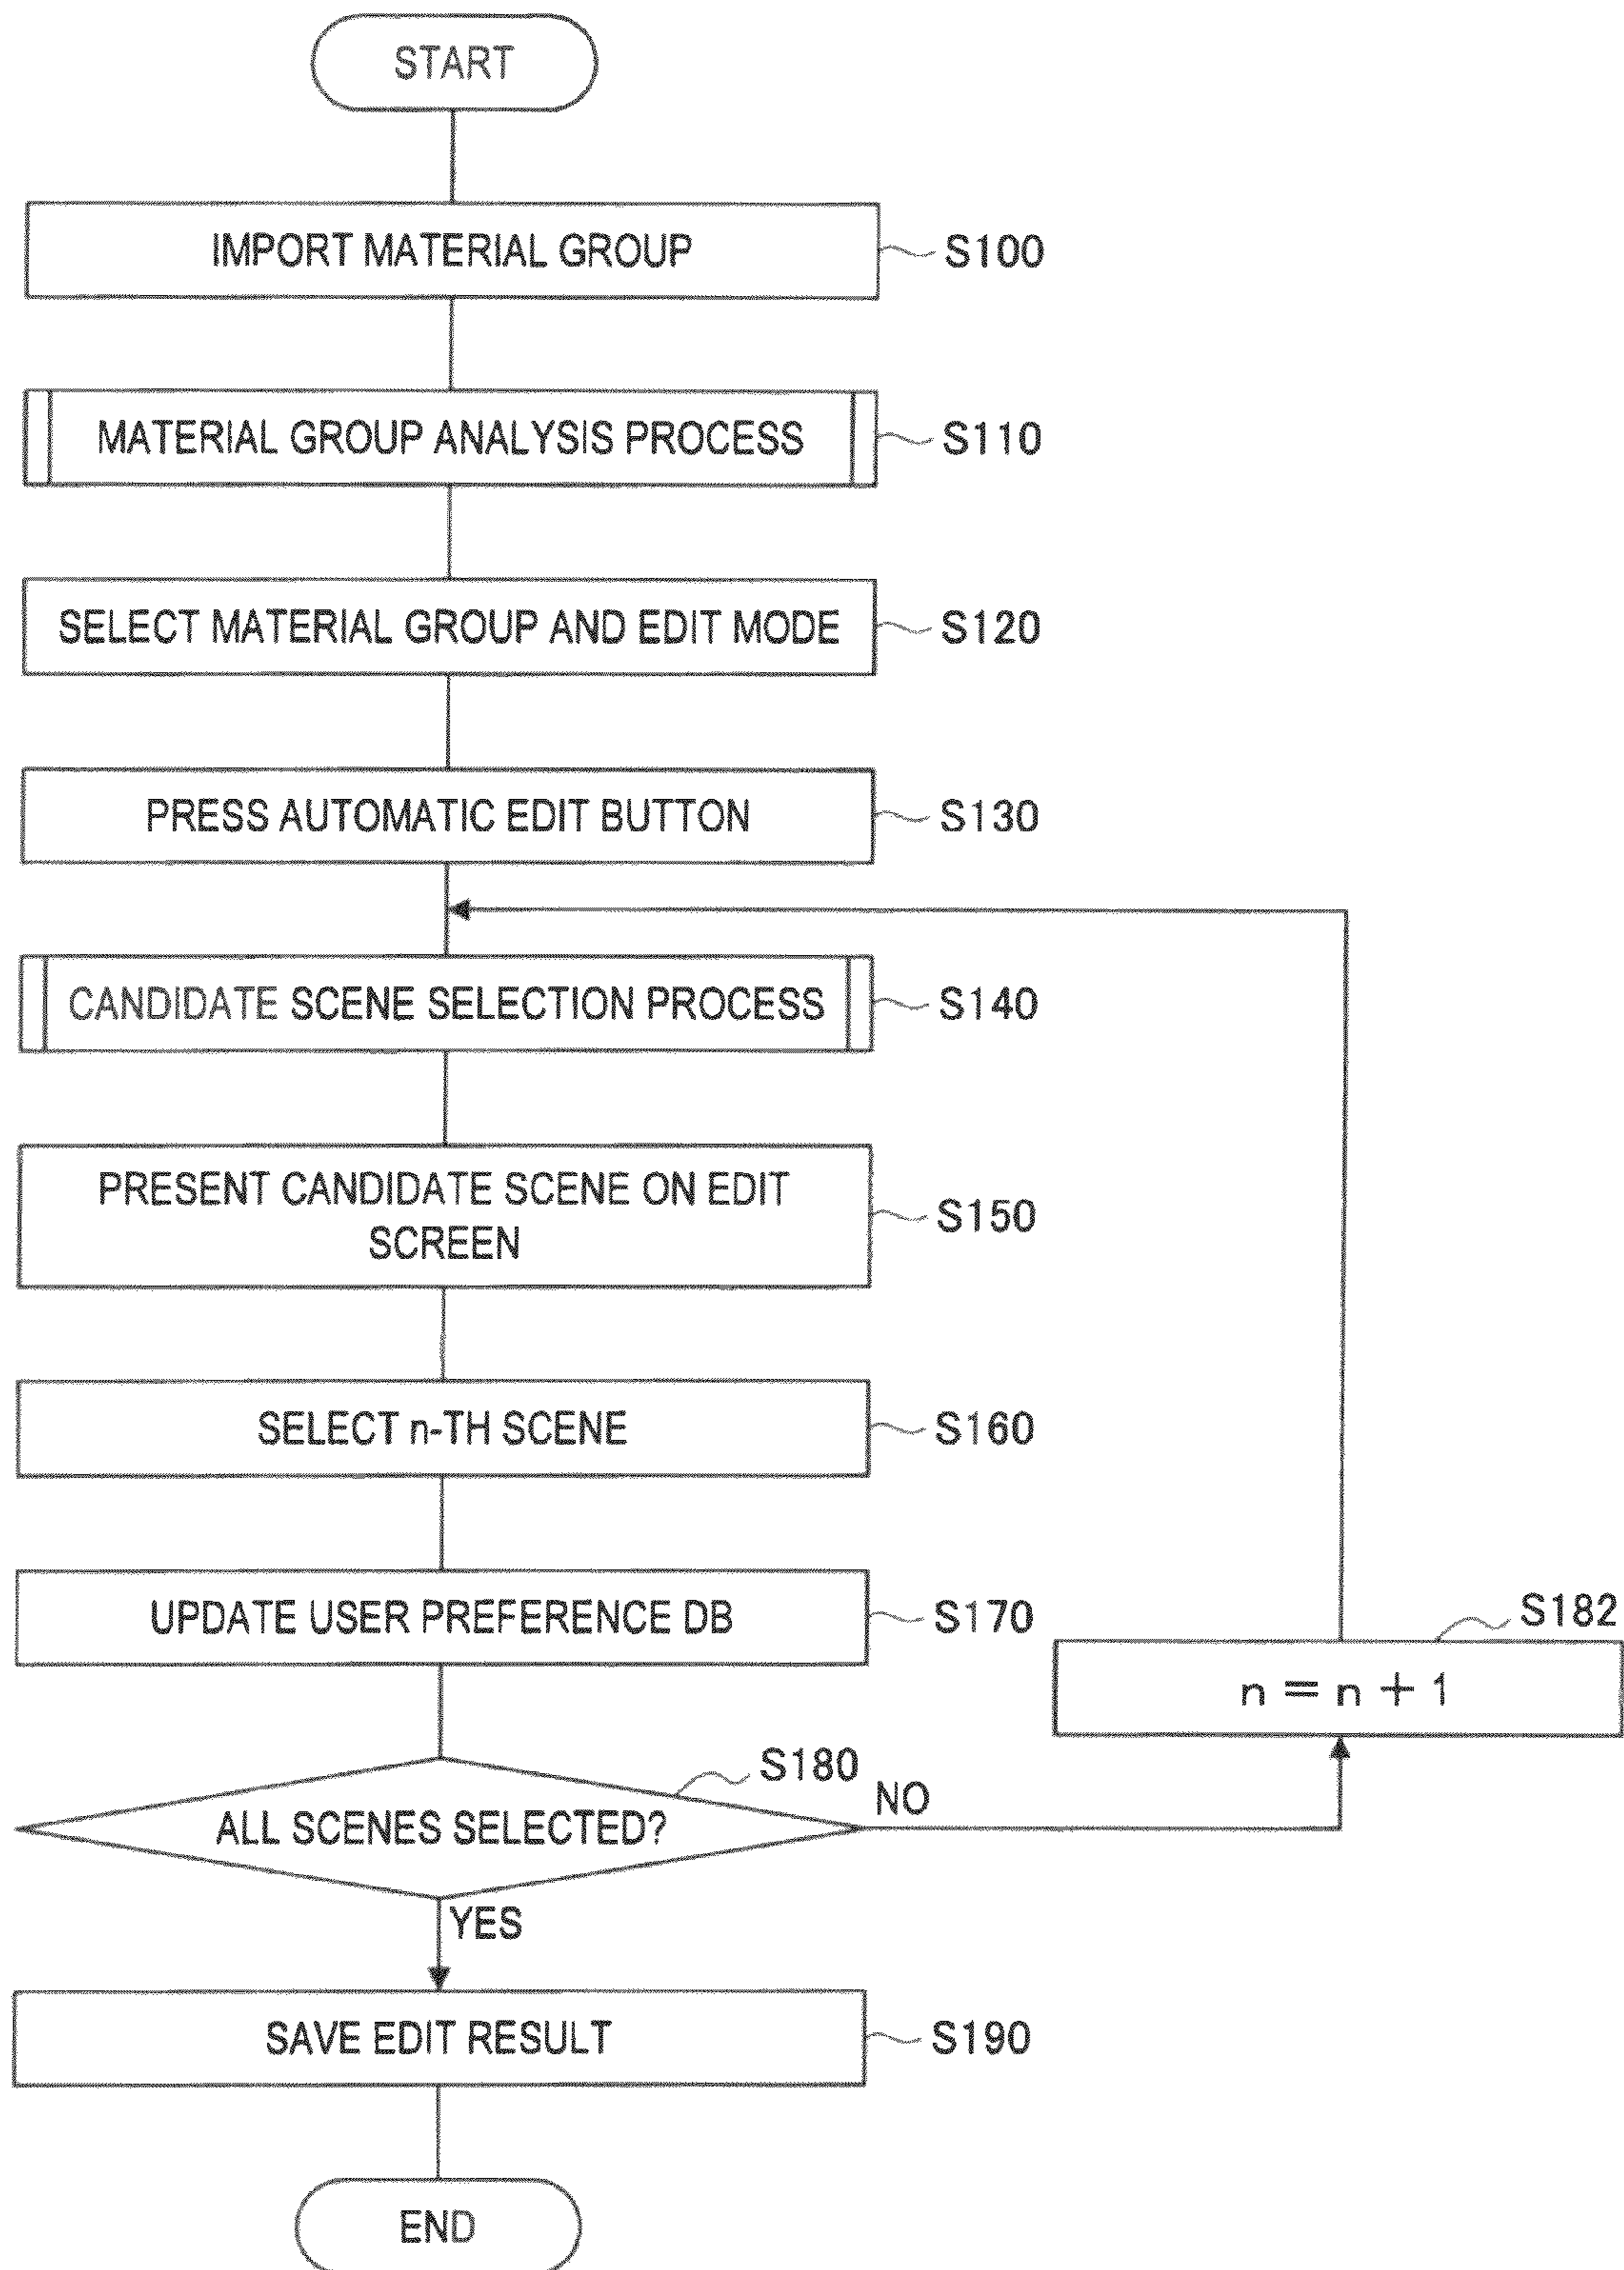 START
IMPORT MATERIAL GROUP
S100
MATERIAL GROUP ANALYSIS PROCESS
S110
SELECT MATERIAL GROUP AND EDIT MODE
S120
PRESS AUTOMATIC EDIT BUTTON
S130
CANDIDATE SCENE SELECTION PROCESS
S140
PRESENT CANDIDATE SCENE ON EDIT
SCREEN
S150
SELECT n-TH SCENE
S160
UPDATE USER PREFERENCE DB
S170
S182
n = n + 1
S180
ALL SCENES SELECTED?
NO
YES
SAVE EDIT RESULT
S190
END